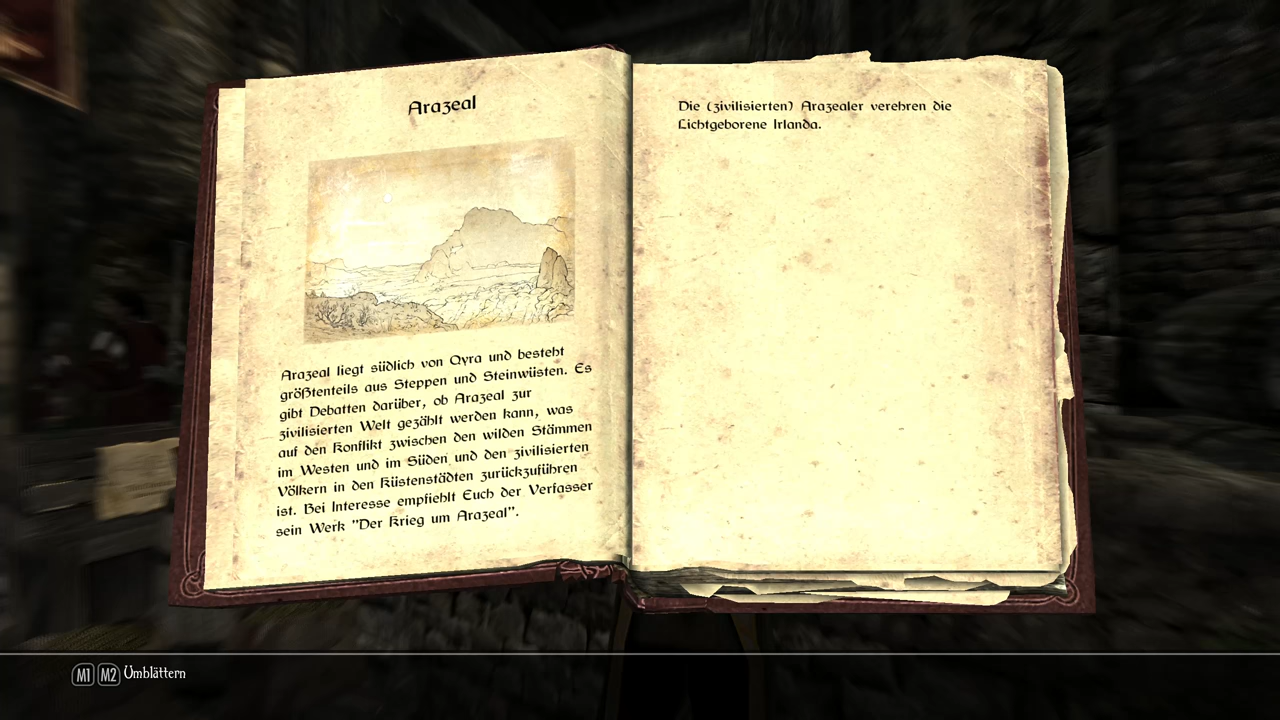 Arazeal
Arazeal liegt südlich von Qyra und besteht
größtenteils aus Steppen und Steinwüsten. Es
gibt Debatten darüber, ob Arazeal zur
zivilisierten Welt gezählt werden kann, was
auf den Konflikt zwischen den wilden Stämmen
im Westen und im Süden und den zivilisierten
Völkern in den Küstenstädten zurückzuführen
ist. Bei Interesse empfiehlt Euch der Verfasser
sein Werk "Der Krieg um Arazeal".
Die (zivilisierten) Arazealer verehren die
Lichtgeborene Irlanda.
M1 M2 Umblättern